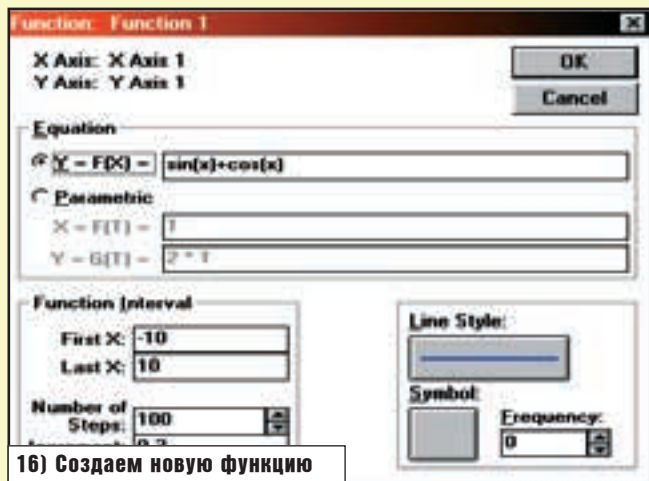 Function: Function 1
X Axis: X Axis 1
Y Axis: Y Axis 1
OK
Cancel
Equation
Y = F(X) =
sin(x)+cos(x)
Parametric
X = F(T) =
T
Y = G(T) =
2 * T
Function Interval
First X: -10
Last X: 10
Number of
Steps: 100
Line Style:
Symbol:
Frequency:
0
16) Создаем новую функцию